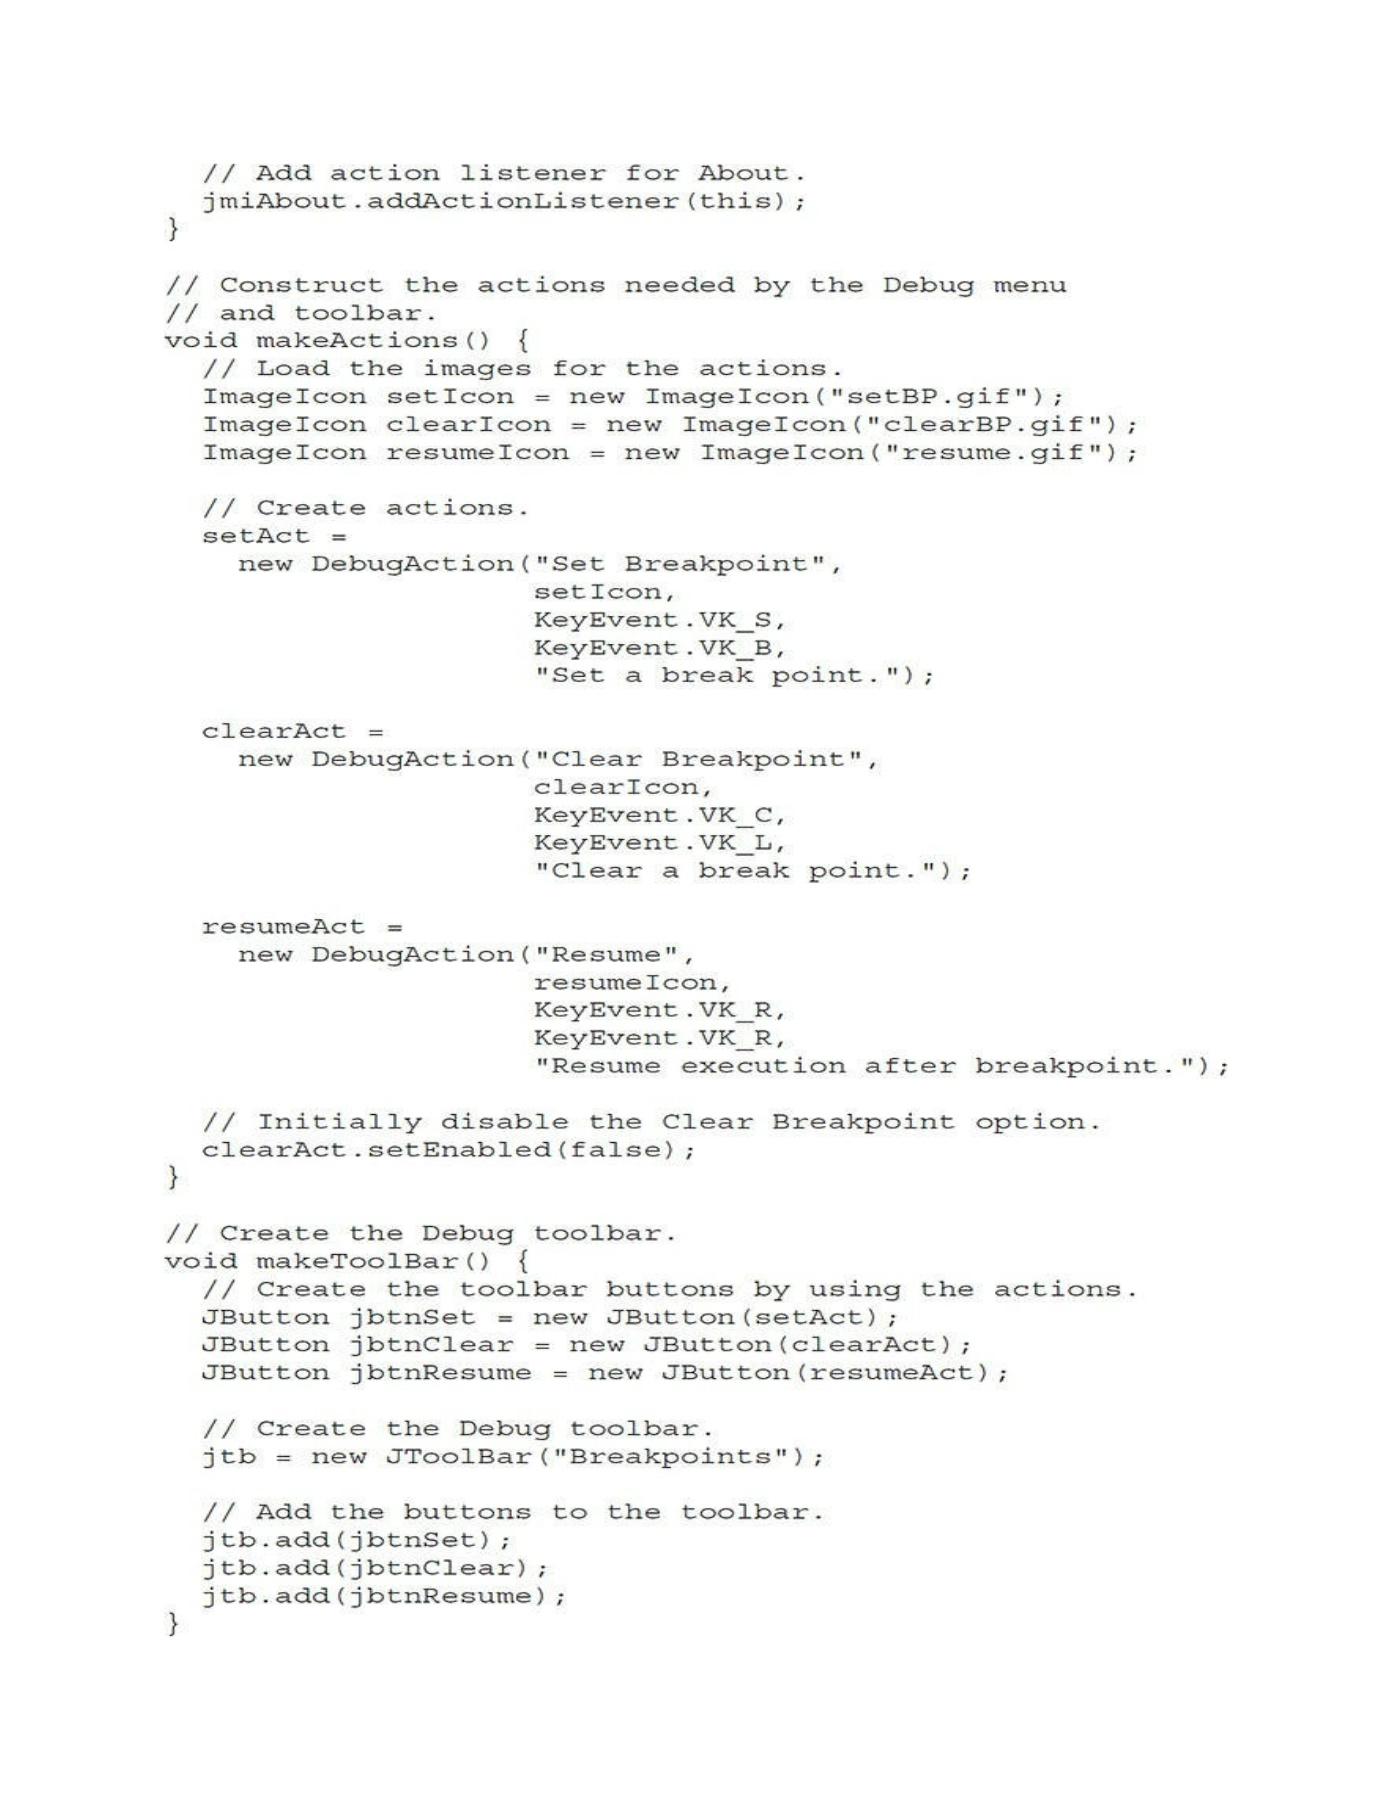 // Add action listener for About.
  jmiAbout.addActionListener(this);
}

// Construct the actions needed by the Debug menu
// and toolbar.
void makeActions() {
  // Load the images for the actions.
  ImageIcon setIcon = new ImageIcon("setBP.gif");
  ImageIcon clearIcon = new ImageIcon("clearBP.gif");
  ImageIcon resumeIcon = new ImageIcon("resume.gif");

  // Create actions.
  setAct =
    new DebugAction("Set Breakpoint",
                    setIcon,
                    KeyEvent.VK_S,
                    KeyEvent.VK_B,
                    "Set a break point.");

  clearAct =
    new DebugAction("Clear Breakpoint",
                    clearIcon,
                    KeyEvent.VK_C,
                    KeyEvent.VK_L,
                    "Clear a break point.");

  resumeAct =
    new DebugAction("Resume",
                    resumeIcon,
                    KeyEvent.VK_R,
                    KeyEvent.VK_R,
                    "Resume execution after breakpoint.");

  // Initially disable the Clear Breakpoint option.
  clearAct.setEnabled(false);
}

// Create the Debug toolbar.
void makeToolBar() {
  // Create the toolbar buttons by using the actions.
  JButton jbtnSet = new JButton(setAct);
  JButton jbtnClear = new JButton(clearAct);
  JButton jbtnResume = new JButton(resumeAct);

  // Create the Debug toolbar.
  jtb = new JToolBar("Breakpoints");

  // Add the buttons to the toolbar.
  jtb.add(jbtnSet);
  jtb.add(jbtnClear);
  jtb.add(jbtnResume);
}